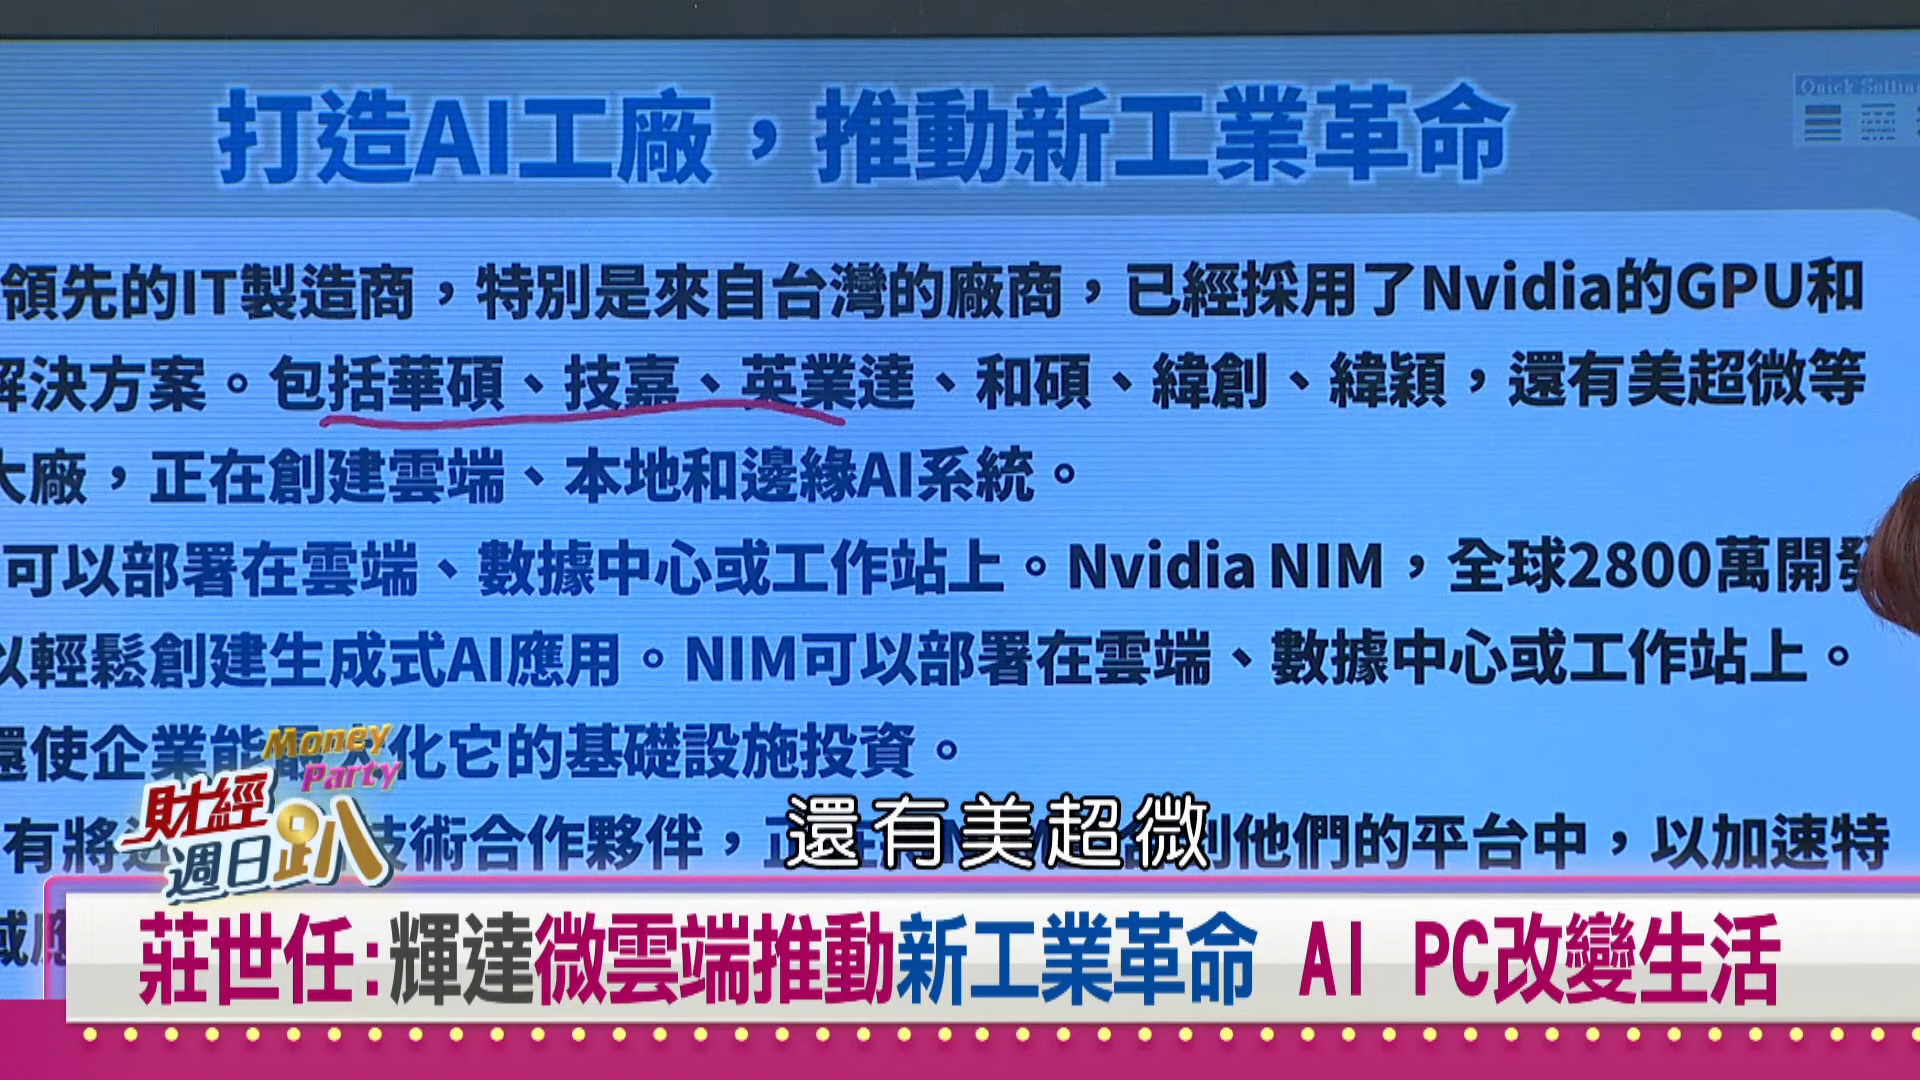 打造AI工廠，推動新工業革命
Quick Settin
領先的IT製造商，特別是來自台灣的廠商，已經採用了Nvidia的GPU和
解決方案。包括華碩、技嘉、英業達、和碩、緯創、緯穎，還有美超微等
大廠，正在創建雲端、本地和邊緣AI系統。
可以部署在雲端、數據中心或工作站上。Nvidia NIM，全球2800萬開發
以輕鬆創建生成式AI應用。NIM可以部署在雲端、數據中心或工作站上。
還使企業能最大化它的基礎設施投資。
有將近 技術合作夥伴，正在 到他們的平台中，以加速特
Money Party
財經週日趴
還有美超微
莊世任:輝達微雲端推動新工業革命 AI PC改變生活